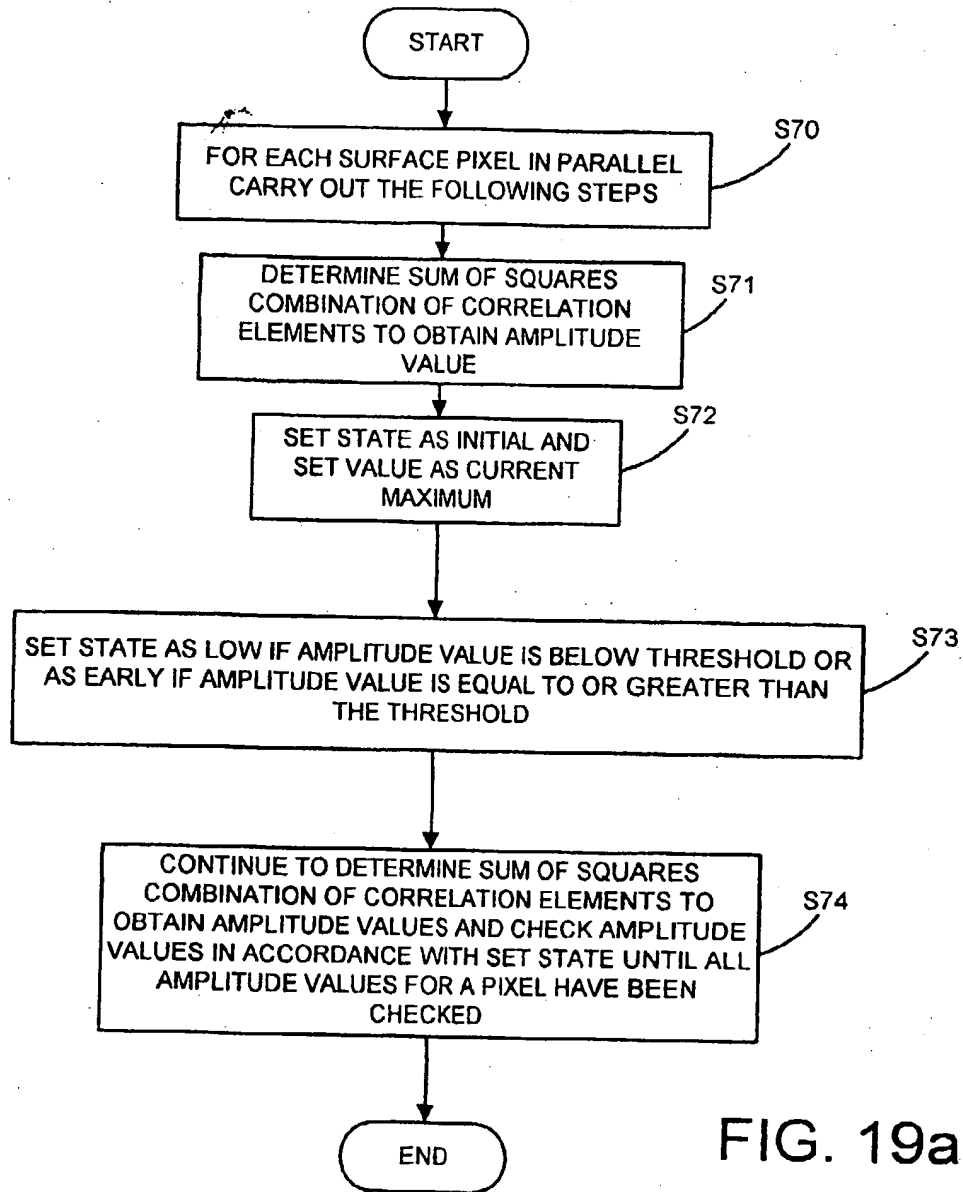 START
FOR EACH SURFACE PIXEL IN PARALLEL
CARRY OUT THE FOLLOWING STEPS
S70
DETERMINE SUM OF SQUARES
COMBINATION OF CORRELATION
ELEMENTS TO OBTAIN AMPLITUDE
VALUE
S71
SET STATE AS INITIAL AND
SET VALUE AS CURRENT
MAXIMUM
S72
SET STATE AS LOW IF AMPLITUDE VALUE IS BELOW THRESHOLD OR
AS EARLY IF AMPLITUDE VALUE IS EQUAL TO OR GREATER THAN
THE THRESHOLD
S73
CONTINUE TO DETERMINE SUM OF SQUARES
COMBINATION OF CORRELATION ELEMENTS TO
OBTAIN AMPLITUDE VALUES AND CHECK AMPLITUDE
VALUES IN ACCORDANCE WITH SET STATE UNTIL ALL
AMPLITUDE VALUES FOR A PIXEL HAVE BEEN
CHECKED
S74
END
FIG. 19a